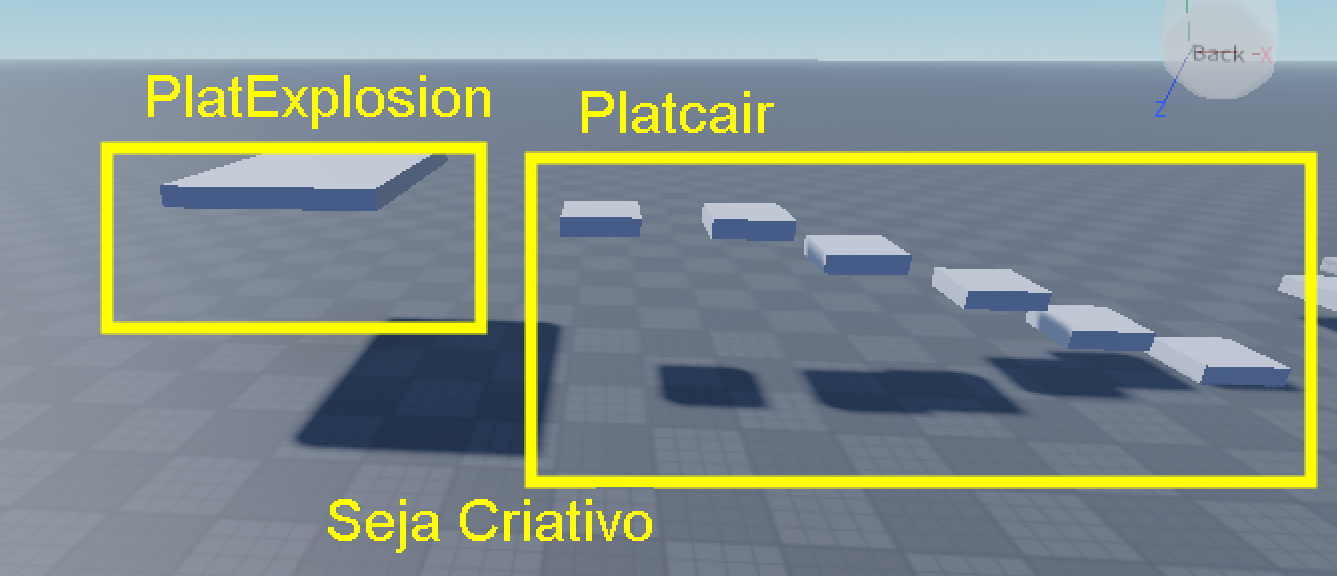 PlatExplosion
Platcair
Back -X
Z
Seja Criativo